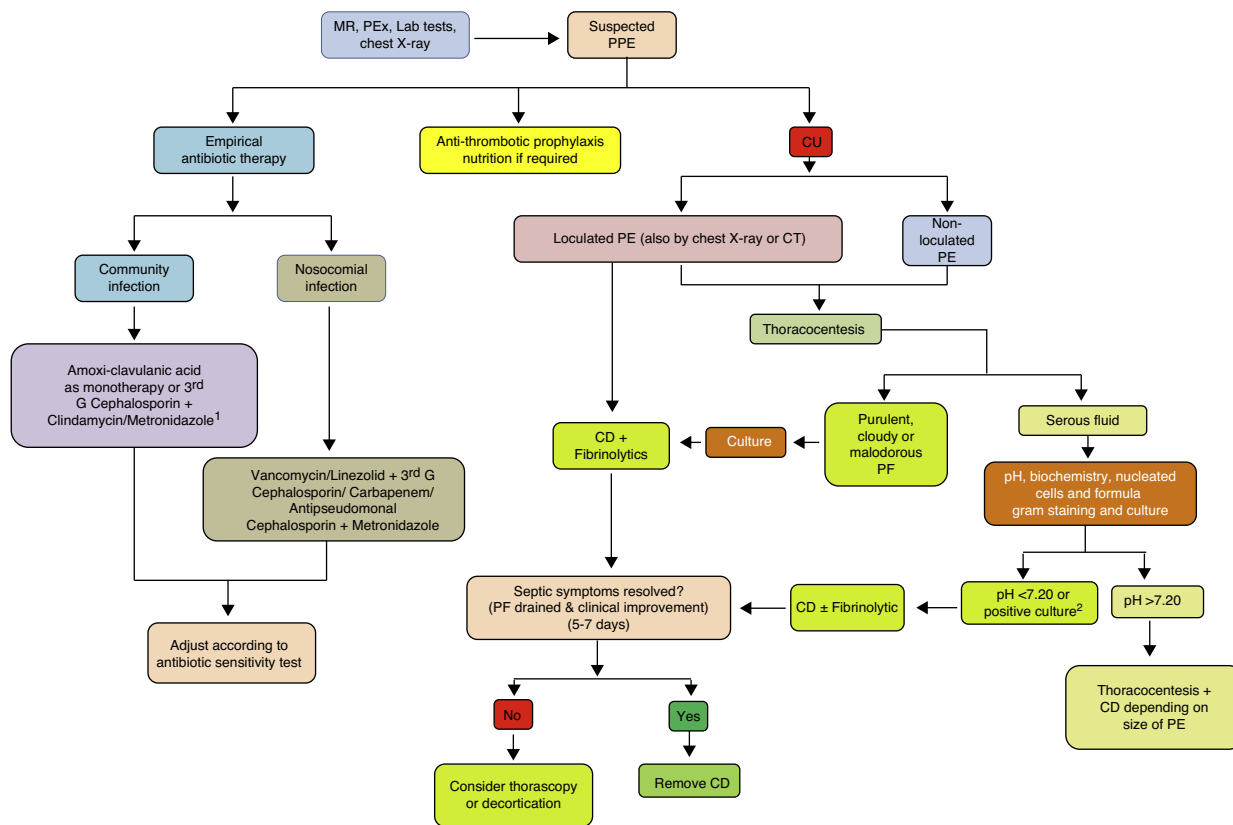 MR, PEx, Lab tests,
chest X-ray
Suspected
PPE
Empirical
antibiotic therapy
Anti-thrombotic prophylaxis
nutrition if required
CU
Loculated PE (also by chest X-ray or CT)
Non-
loculated
PE
Community
infection
Nosocomial
infection
Thoracocentesis
Amoxi-clavulanic acid
as monotherapy or 3rd
G Cephalosporin +
Clindamycin/Metronidazole1
CD +
Fibrinolytics
Culture
Purulent,
cloudy or
malodorous
PF
Serous fluid
Vancomycin/Linezolid + 3rd G
Cephalosporin/ Carbapenem/
Antipseudomonal
Cephalosporin + Metronidazole
pH, biochemistry, nucleated
cells and formula
gram staining and culture
Septic symptoms resolved?
(PF drained & clinical improvement)
(5-7 days)
CD ± Fibrinolytic
pH <7.20 or
positive culture2
pH >7.20
Adjust according to
antibiotic sensitivity test
Thoracocentesis +
CD depending on
size of PE
No
Yes
Consider thorascopy
or decortication
Remove CD